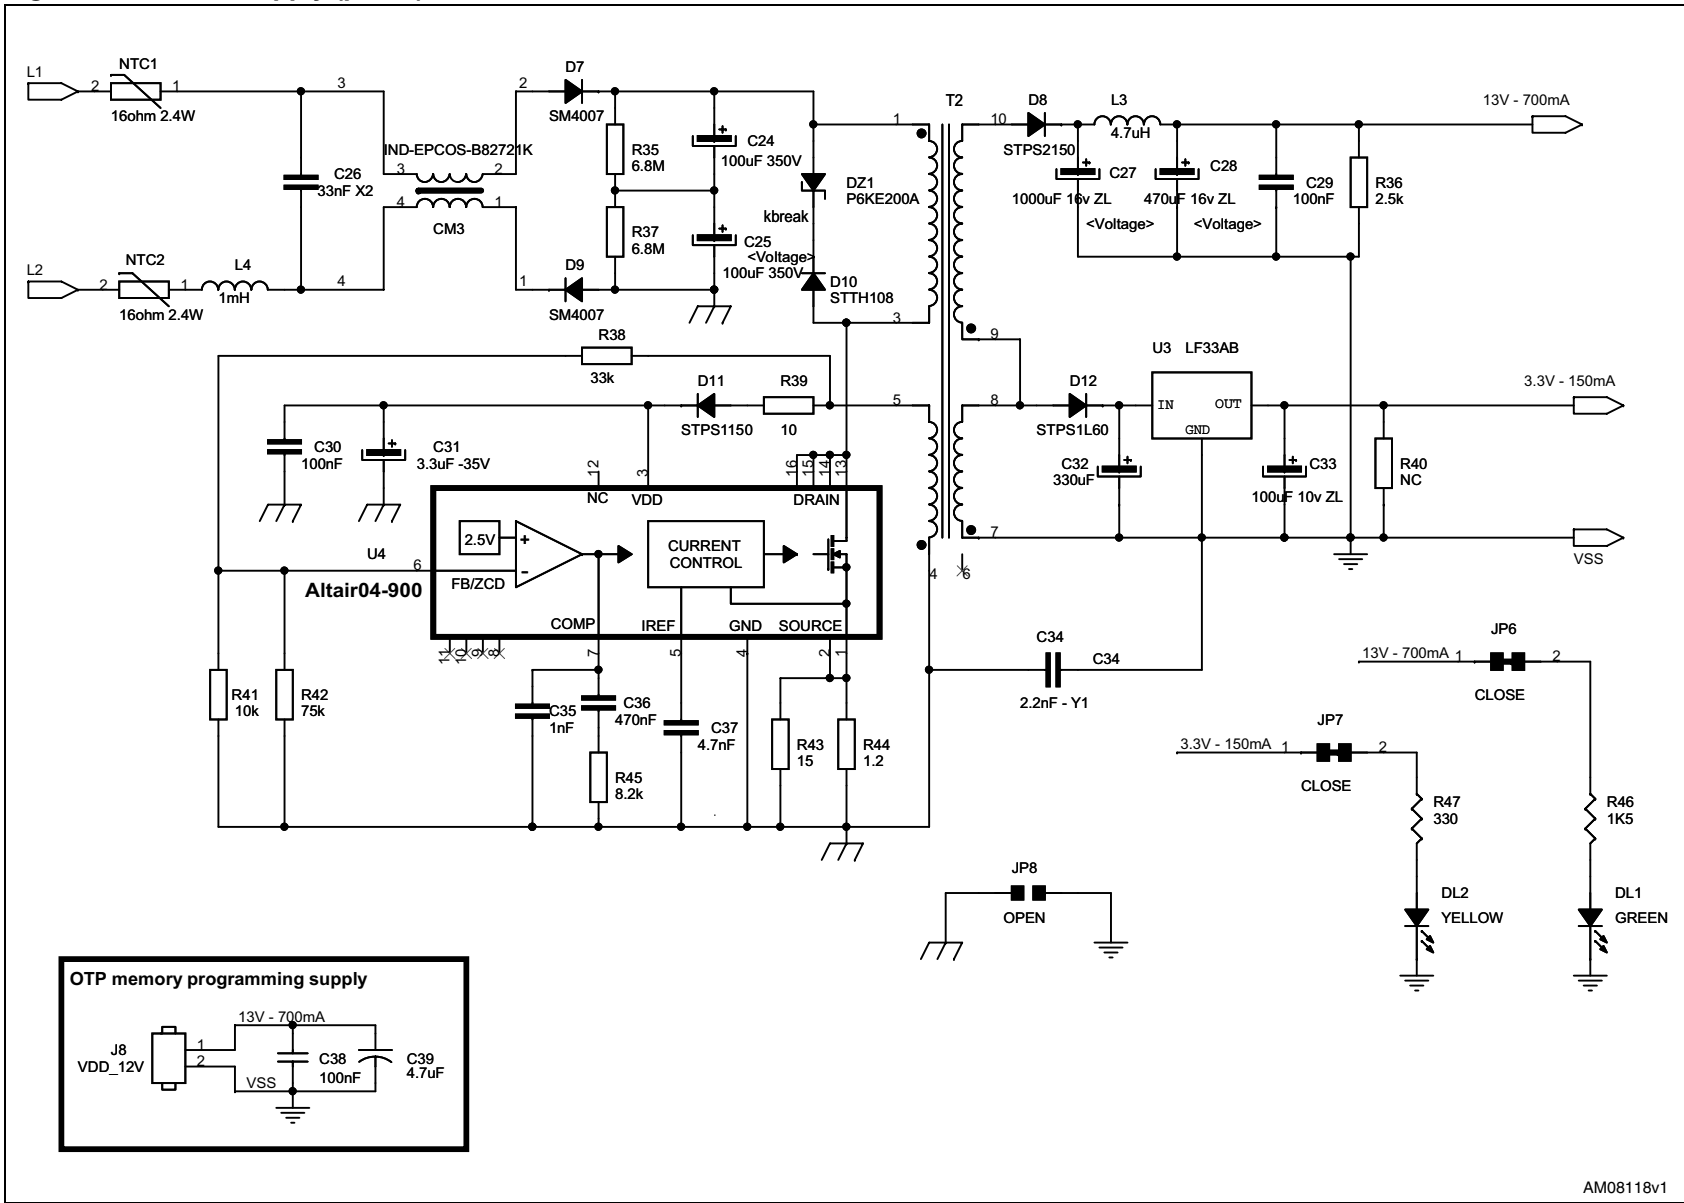 L1
NTC1
2
1
16ohm 2.4W
3
2
D7
SM4007
IND-EPCOS-B82721K
3
2
4
1
CM3
C26
33nF X2
L2
NTC2
2
1
16ohm 2.4W
L4
1mH
4
1
D9
SM4007
R35
6.8M
R37
6.8M
C24
100uF 350V
C25
<Voltage>
100uF 350V
DZ1
P6KE200A
kbreak
D10
STTH108
T2
1
3
5
4
10
9
8
7
6
D8
STPS2150
L3
4.7uH
C27
1000uF 16v ZL
<Voltage>
C28
470uF 16v ZL
<Voltage>
C29
100nF
R36
2.5k
13V - 700mA
R38
33k
D11
STPS1150
R39
10
C30
100nF
C31
3.3uF -35V
D12
STPS1L60
U3 LF33AB
IN
OUT
GND
C32
330uF
C33
100uF 10v ZL
R40
NC
3.3V - 150mA
VSS
12
3
16
15
14
13
NC
VDD
DRAIN
2.5V
+
-
CURRENT
CONTROL
U4
6
FB/ZCD
Altair04-900
COMP
IREF
GND
SOURCE
11
10
9
8
7
5
4
2
1
R41
10k
R42
75k
C35
1nF
C36
470nF
R45
8.2k
C37
4.7nF
R43
15
R44
1.2
C34
C34
2.2nF - Y1
JP6
13V - 700mA
1
2
CLOSE
JP7
3.3V - 150mA
1
2
CLOSE
R47
330
R46
1K5
DL2
YELLOW
DL1
GREEN
JP8
OPEN
OTP memory programming supply
13V - 700mA
J8
VDD_12V
1
2
VSS
C38
100nF
C39
4.7uF
AM08118v1